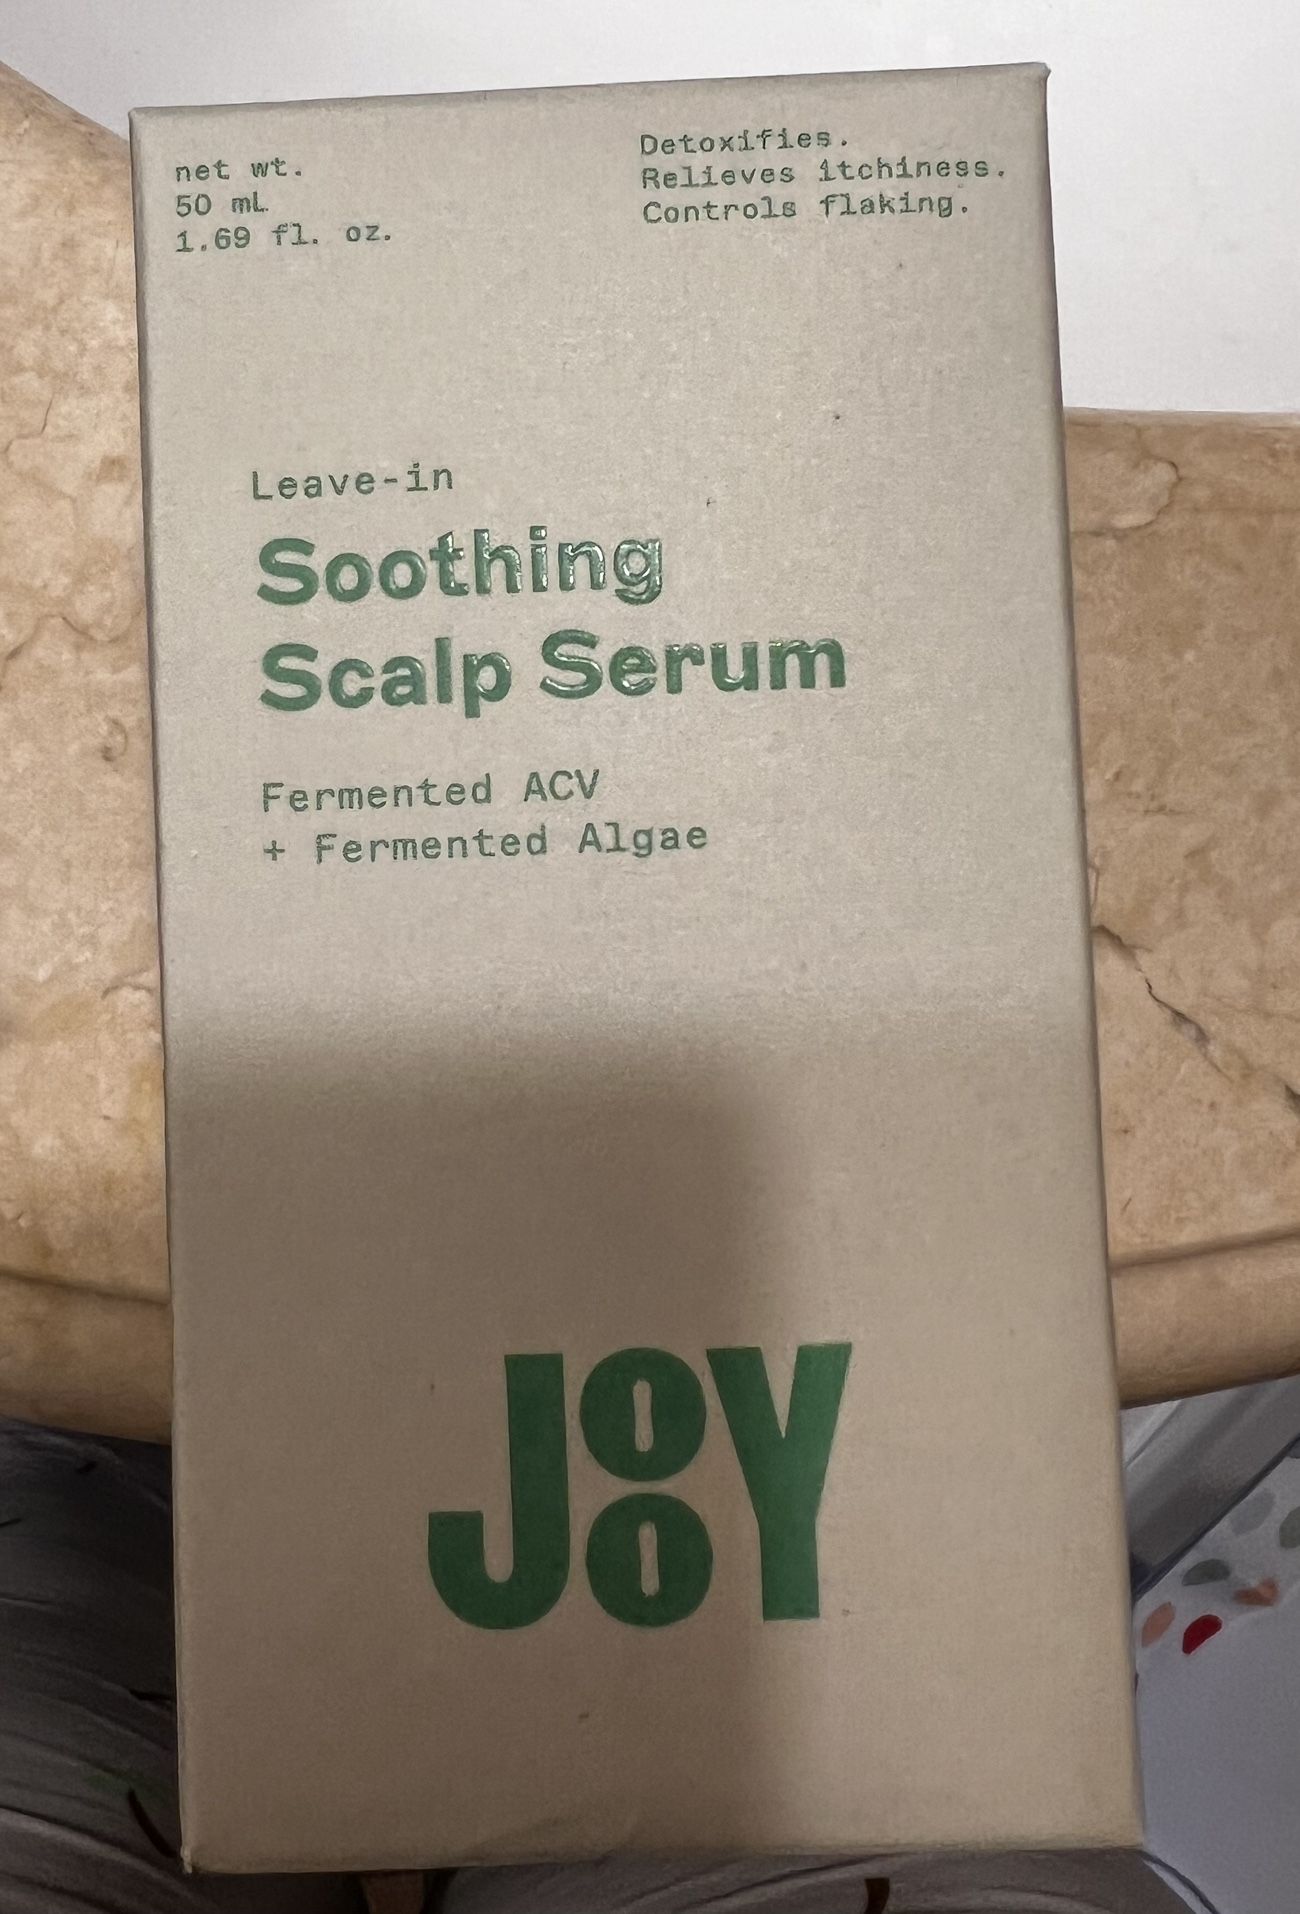 net wt.
50 mL
1.69 fl. oz.
Detoxifies.
Relieves itchiness.
Controls flaking.
Leave-in
Soothing
Scalp Serum
Fermented ACV
+ Fermented Algae
JOOY